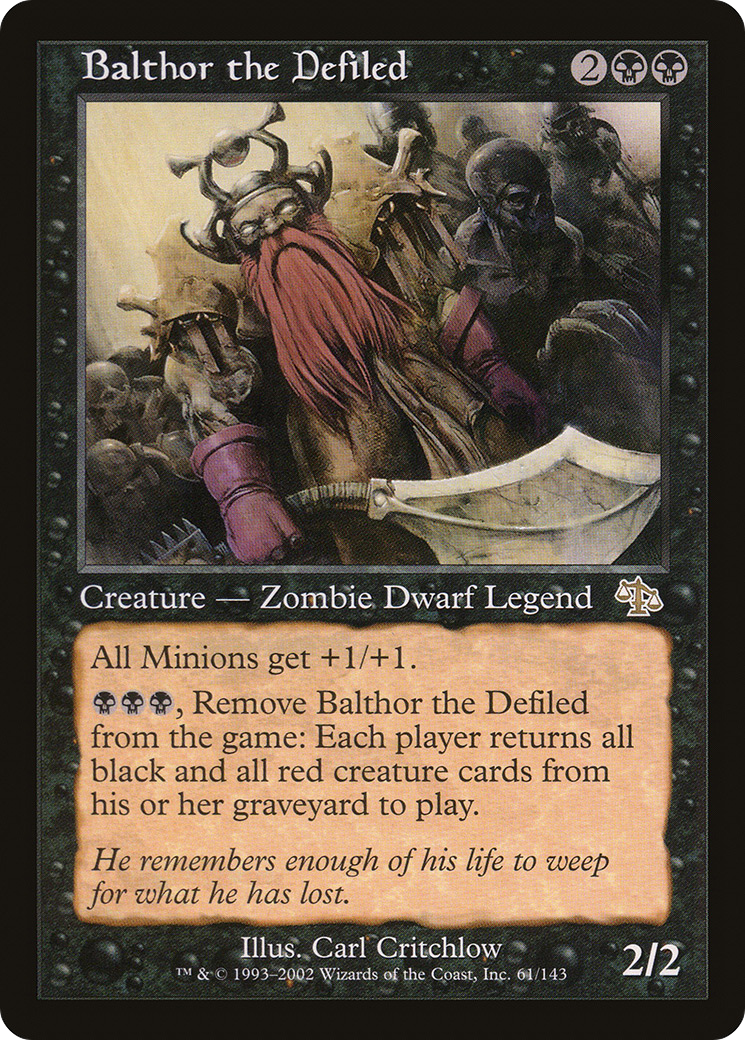 Balthor the Defiled 2
Creature — Zombie Dwarf Legend
All Minions get +1/+1.
, Remove Balthor the Defiled
from the game: Each player returns all
black and all red creature cards from
his or her graveyard to play.
He remembers enough of his life to weep
for what he has lost.
Illus. Carl Critchlow
™ & © 1993–2002 Wizards of the Coast, Inc. 61/143
2/2